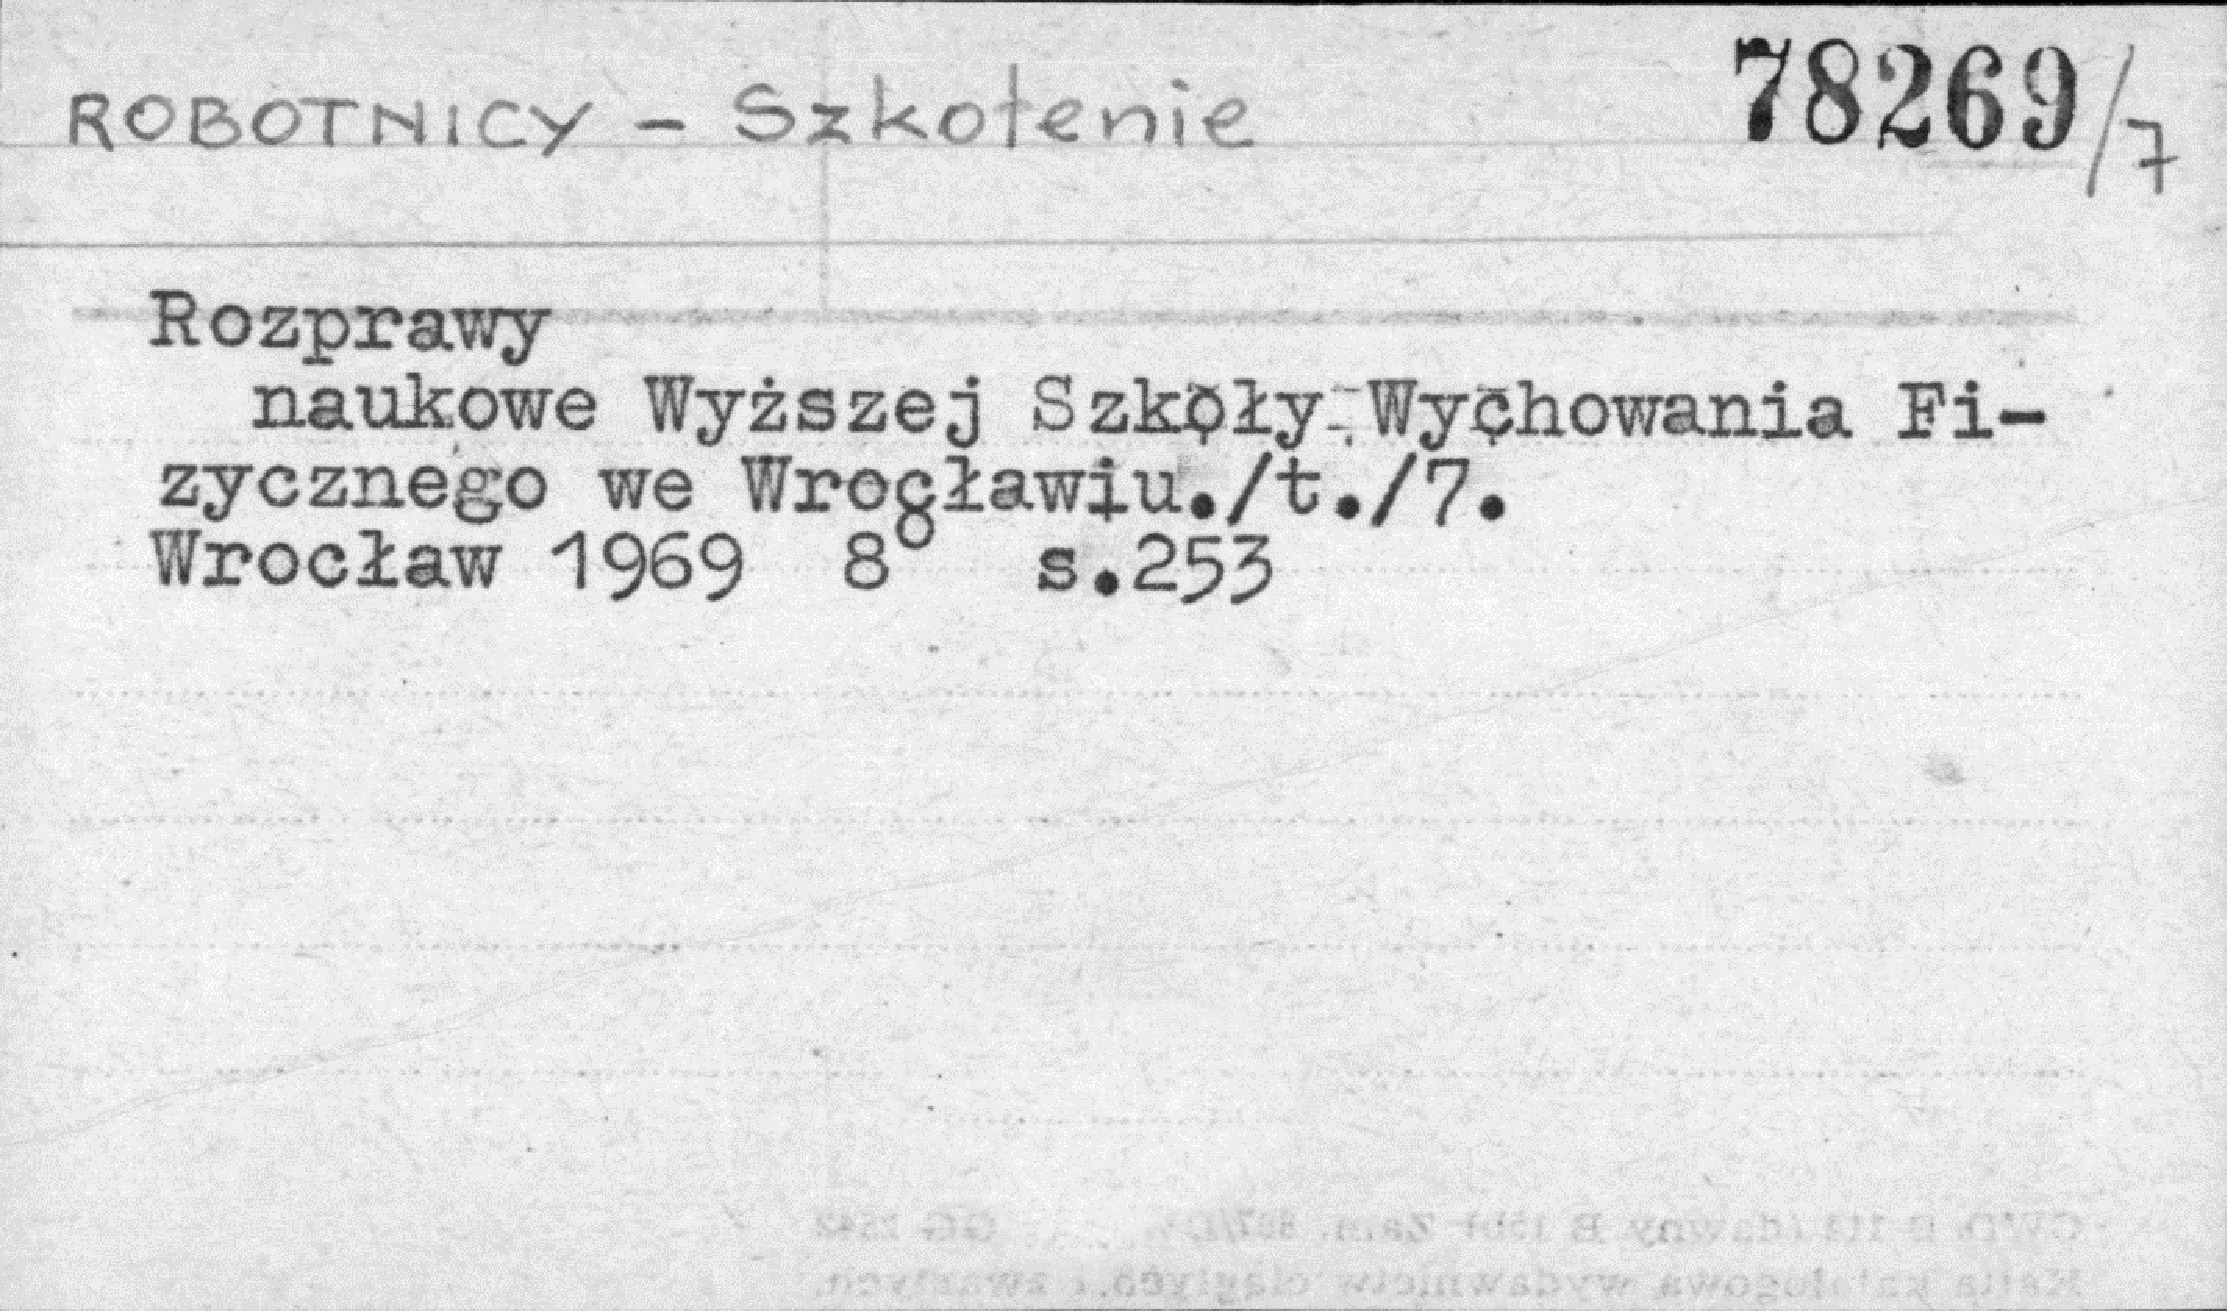 ROBOTNICY - Szkolenie
78269/7
Rozprawy
naukowe Wyższej Szkoły Wychowania Fi-
zycznego we Wrocławiu./t./7.
Wrocław 1969 8° s.253